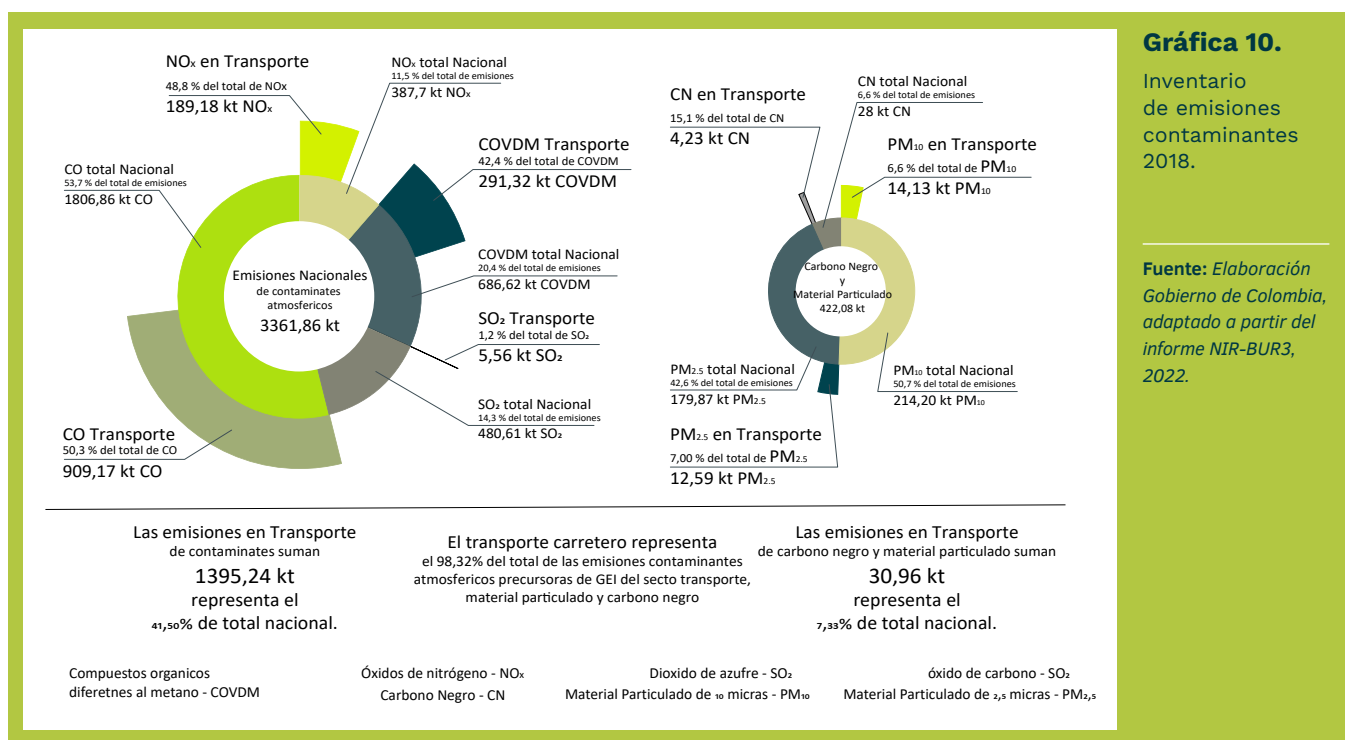 NOₓ en Transporte
48,8 % del total de NOx
189,18 kt NOₓ
NOₓ total Nacional
11,5 % del total de emisiones
387,7 kt NOₓ
COVDM Transporte
42,4 % del total de COVDM
291,32 kt COVDM
CO total Nacional
53,7 % del total de emisiones
1806,86 kt CO
Emisiones Nacionales
de contaminates
atmosfericos
3361,86 kt
COVDM total Nacional
20,4 % del total de emisiones
686,62 kt COVDM
SO₂ Transporte
1,2 % del total de SO₂
5,56 kt SO₂
SO₂ total Nacional
14,3 % del total de emisiones
480,61 kt SO₂
CO Transporte
50,3 % del total de CO
909,17 kt CO
CN en Transporte
15,1 % del total de CN
4,23 kt CN
CN total Nacional
6,6 % del total de emisiones
28 kt CN
PM₁₀ en Transporte
6,6 % del total de PM₁₀
14,13 kt PM₁₀
Carbono Negro
y
Material Particulado
422,08 kt
PM₂.₅ total Nacional
42,6 % del total de emisiones
179,87 kt PM₂.₅
PM₁₀ total Nacional
50,7 % del total de emisiones
214,20 kt PM₁₀
PM₂.₅ en Transporte
7,00 % del total de PM₂.₅
12,59 kt PM₂.₅
Las emisiones en Transporte
de contaminates suman
1395,24 kt
representa el
41,50% de total nacional.
El transporte carretero representa
el 98,32% del total de las emisiones contaminantes
atmosfericos precursoras de GEI del secto transporte,
material particulado y carbono negro
Las emisiones en Transporte
de carbono negro y material particulado suman
30,96 kt
representa el
7,33% de total nacional.
Compuestos organicos
diferetnes al metano - COVDM
Óxidos de nitrógeno - NOₓ
Carbono Negro - CN
Dioxido de azufre - SO₂
Material Particulado de ₁₀ micras - PM₁₀
óxido de carbono - SO₂
Material Particulado de ₂,₅ micras - PM₂,₅
Gráfica 10.
Inventario
de emisiones
contaminantes
2018.
Fuente: Elaboración
Gobierno de Colombia,
adaptado a partir del
informe NIR-BUR3,
2022.